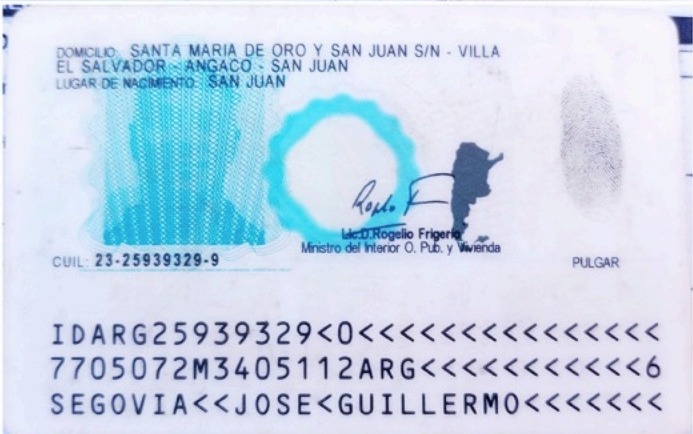 DOMICILIO: SANTA MARIA DE ORO Y SAN JUAN S/N - VILLA
EL SALVADOR - ANGACO - SAN JUAN
LUGAR DE NACIMIENTO: SAN JUAN
Lic.D.Rogelio Frigerio
Ministro del Interior O. Pub. y Vivienda
CUIL: 23-25939329-9
PULGAR
IDARG25939329<0<<<<<<<<<<<<<<<
7705072M3405112ARG<<<<<<<<<<<6
SEGOVIA<<JOSE<GUILLERMO<<<<<<<